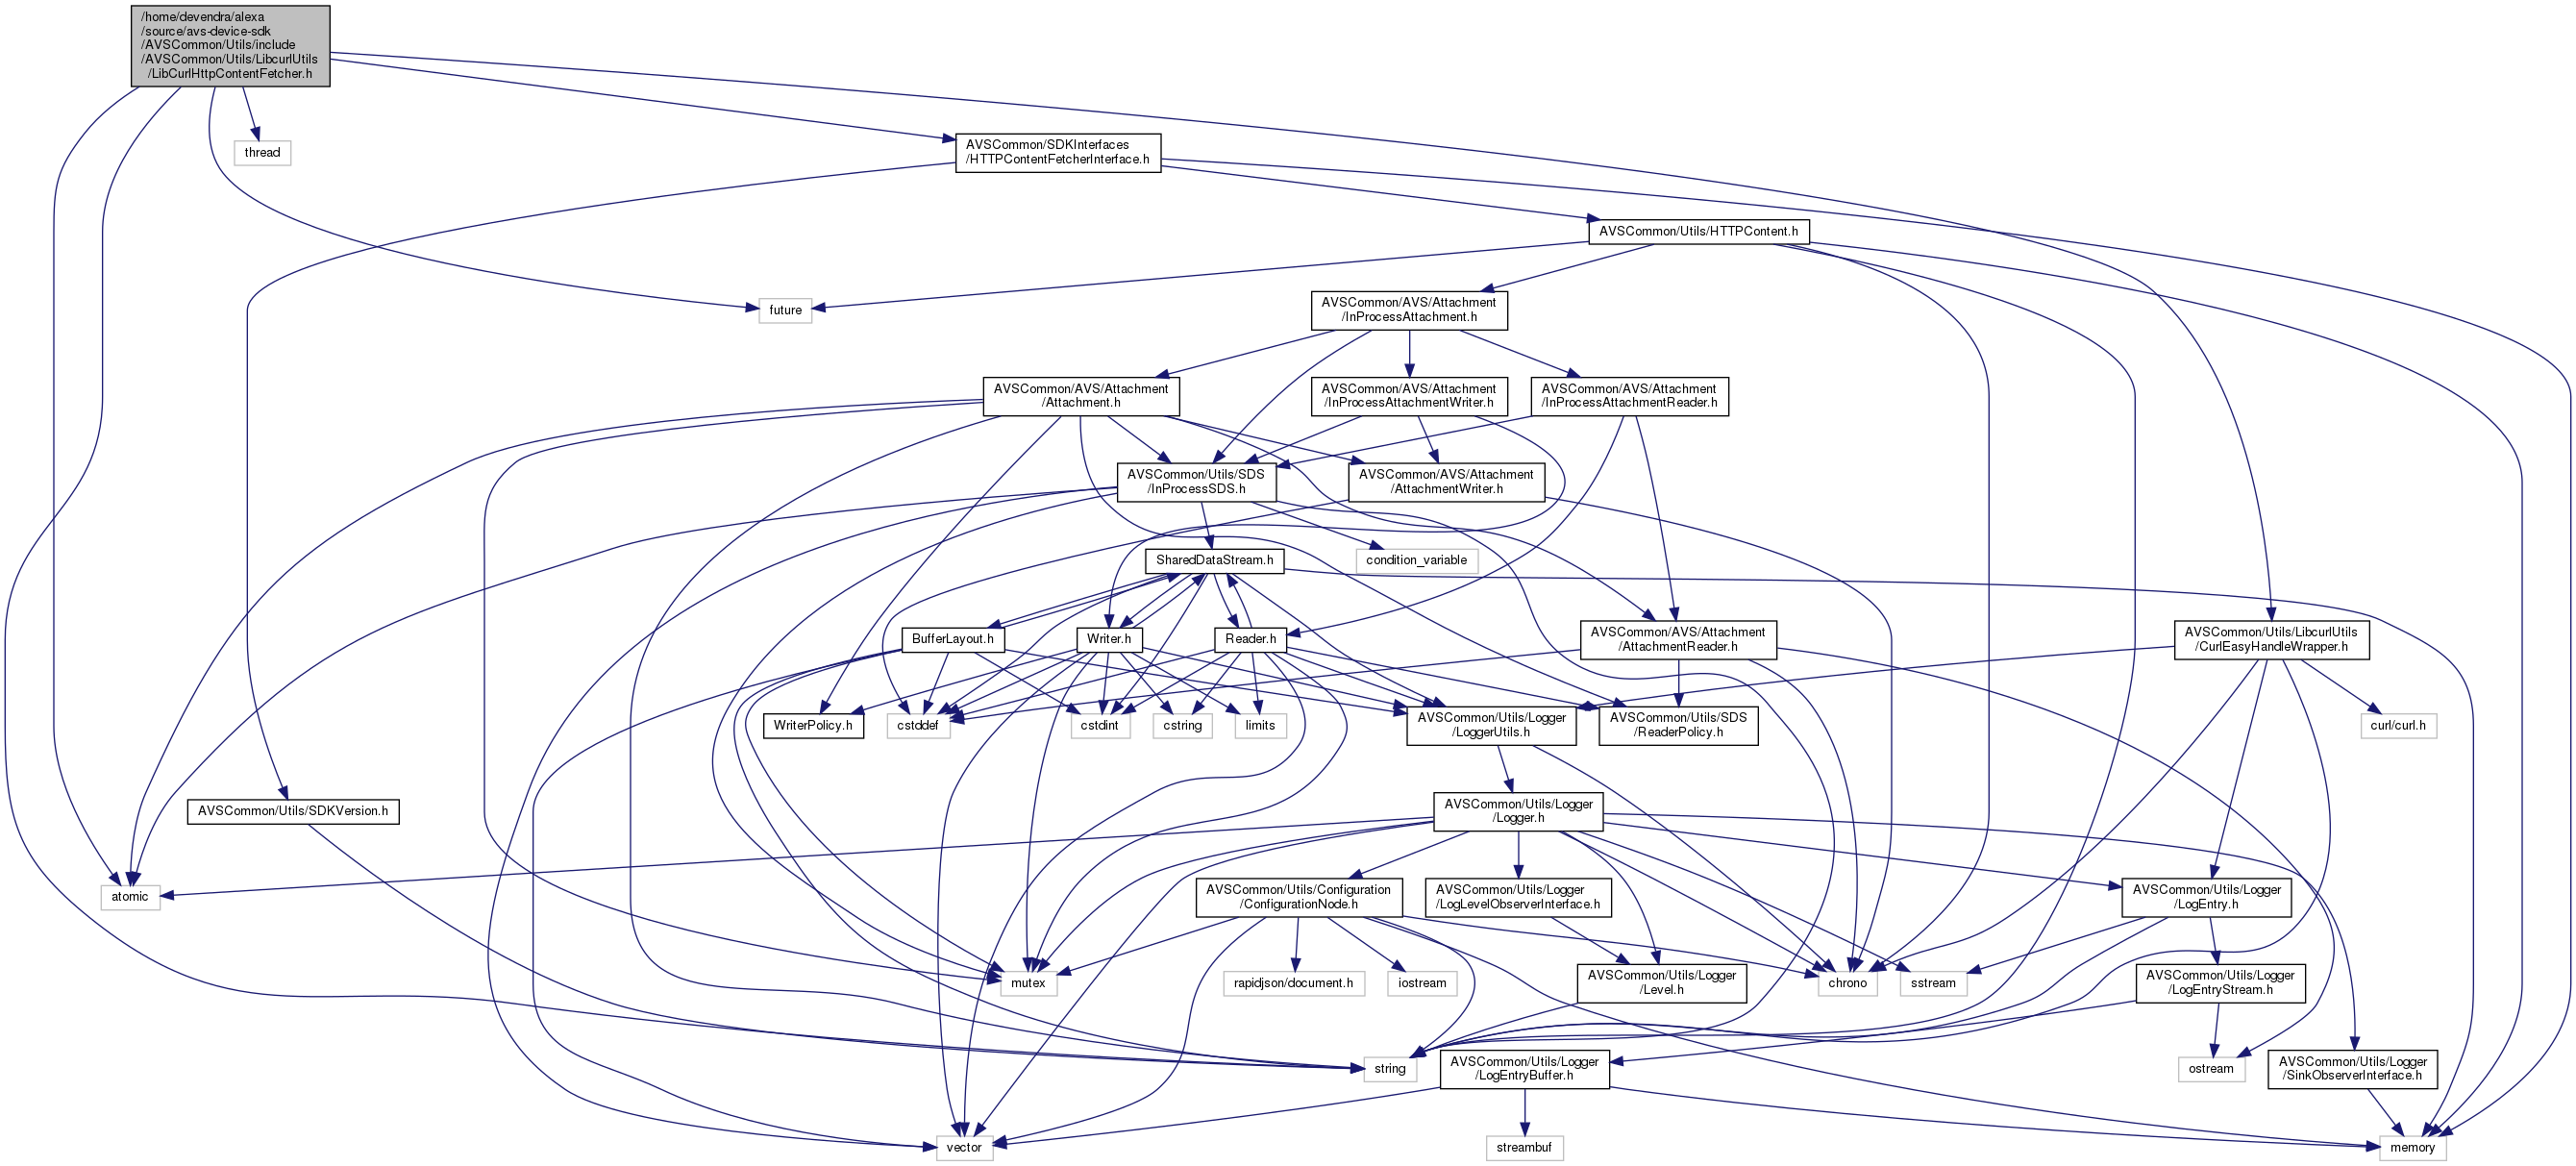 /home/devendra/alexa
/source/avs-device-sdk
/AVSCommon/Utils/include
/AVSCommon/Utils/LibcurlUtils
/LibCurlHttpContentFetcher.h
thread
AVSCommon/SDKInterfaces
/HTTPContentFetcherInterface.h
AVSCommon/Utils/HTTPContent.h
future
AVSCommon/AVS/Attachment
/InProcessAttachment.h
AVSCommon/AVS/Attachment
/Attachment.h
AVSCommon/AVS/Attachment
/InProcessAttachmentWriter.h
AVSCommon/AVS/Attachment
/InProcessAttachmentReader.h
AVSCommon/Utils/SDS
/InProcessSDS.h
AVSCommon/AVS/Attachment
/AttachmentWriter.h
SharedDataStream.h
condition_variable
BufferLayout.h
Writer.h
Reader.h
AVSCommon/AVS/Attachment
/AttachmentReader.h
AVSCommon/Utils/LibcurlUtils
/CurlEasyHandleWrapper.h
WriterPolicy.h
cstddef
cstdint
cstring
limits
AVSCommon/Utils/Logger
/LoggerUtils.h
AVSCommon/Utils/SDS
/ReaderPolicy.h
curl/curl.h
AVSCommon/Utils/SDKVersion.h
AVSCommon/Utils/Logger
/Logger.h
atomic
AVSCommon/Utils/Configuration
/ConfigurationNode.h
AVSCommon/Utils/Logger
/LogLevelObserverInterface.h
AVSCommon/Utils/Logger
/LogEntry.h
mutex
rapidjson/document.h
iostream
AVSCommon/Utils/Logger
/Level.h
chrono
sstream
AVSCommon/Utils/Logger
/LogEntryStream.h
string
AVSCommon/Utils/Logger
/LogEntryBuffer.h
ostream
AVSCommon/Utils/Logger
/SinkObserverInterface.h
vector
streambuf
memory